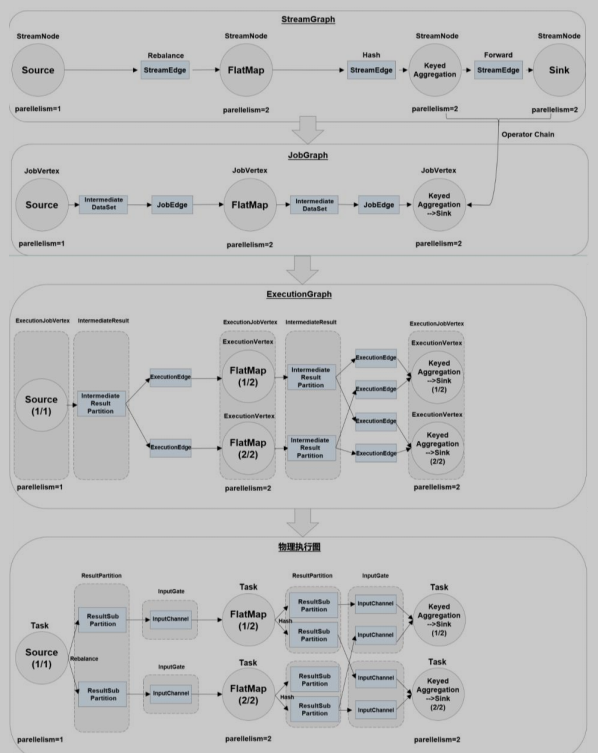 StreamGraph
StreamNode
StreamNode
StreamNode
StreamNode
Rebalance
Hash
Forward
Source
StreamEdge
FlatMap
StreamEdge
Keyed
Aggregation
StreamEdge
Sink
parellelism=1
parellelism=2
parellelism=2
parellelism=2
Operator Chain
JobGraph
JobVertex
JobVertex
JobVertex
Source
Intermediate
DataSet
JobEdge
FlatMap
Intermediate
DataSet
JobEdge
Keyed
Aggregation
-->Sink
parellelism=1
parellelism=2
parellelism=2
ExecutionGraph
ExecutionJobVertex
IntermediateResult
ExecutionJobVertex
IntermediateResult
ExecutionJobVertex
ExecutionVertex
ExecutionVertex
Source
(1/1)
Intermediate
Result
Partition
ExecutionEdge
ExecutionEdge
FlatMap
(1/2)
ExecutionVertex
FlatMap
(2/2)
Intermediate
Result
Partition
Intermediate
Result
Partition
ExecutionEdge
ExecutionEdge
ExecutionEdge
ExecutionEdge
Keyed
Aggregation
-->Sink
(1/2)
ExecutionVertex
Keyed
Aggregation
-->Sink
(2/2)
parellelism=1
parellelism=2
parellelism=2
物理执行图
Task
ResultPartition
InputGate
Task
ResultPartition
InputGate
Task
Source
(1/1)
Rebalance
ResultSub
Partition
ResultSub
Partition
InputChannel
InputGate
InputChannel
FlatMap
(1/2)
Hash
Task
FlatMap
(2/2)
Hash
ResultSub
Partition
ResultSub
Partition
ResultSub
Partition
ResultSub
Partition
InputChannel
InputChannel
InputChannel
InputChannel
Keyed
Aggregation
-->Sink
(1/2)
Task
Keyed
Aggregation
-->Sink
(2/2)
parellelism=1
parellelism=2
parellelism=2